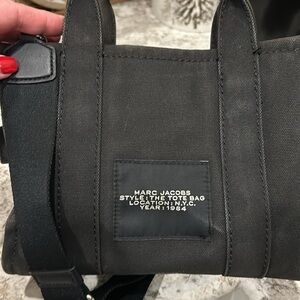 MARC JACOBS
STYLE: THE TOTE BAG
LOCATION: N.Y.C.
YEAR: 1984